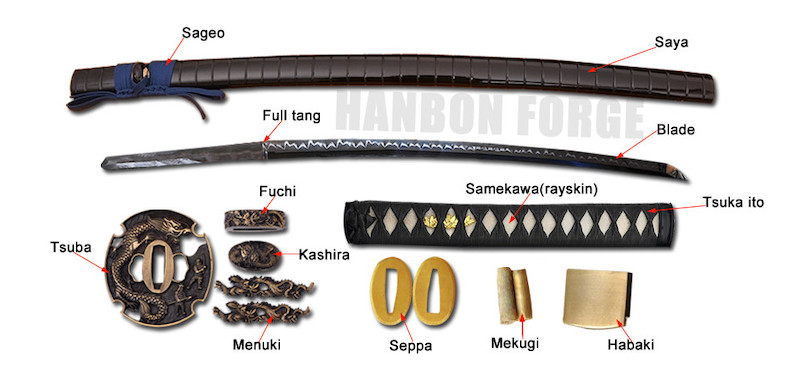 Sageo
Saya
HANBON FORGE
Full tang
Blade
Fuchi
Samekawa(rayskin)
Tsuka ito
Tsuba
Kashira
Menuki
Seppa
Mekugi
Habaki